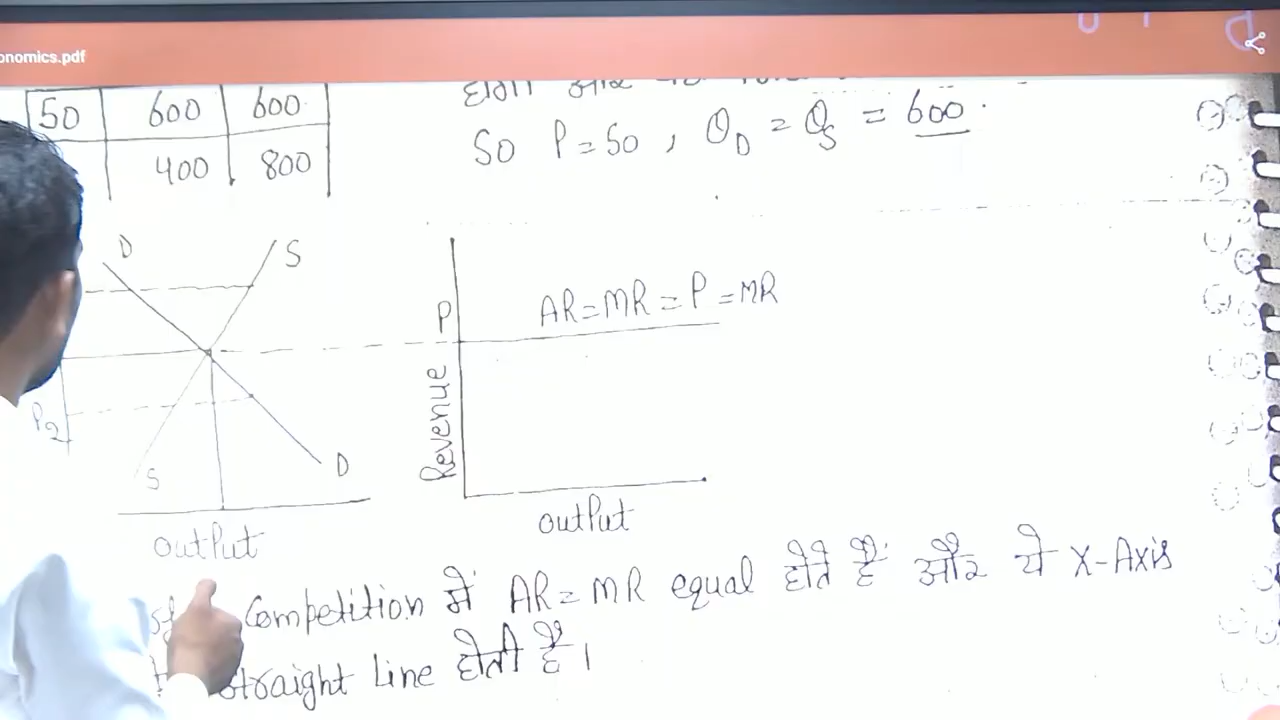 onomics.pdf
50 600 600
So P = 50 , QD = QS = 600
400 800
D S
P AR=MR=P=MR
P2
Revenue
S D
output output
Competition में AR=MR equal होते हैं और ये X-Axis
straight Line होती है।